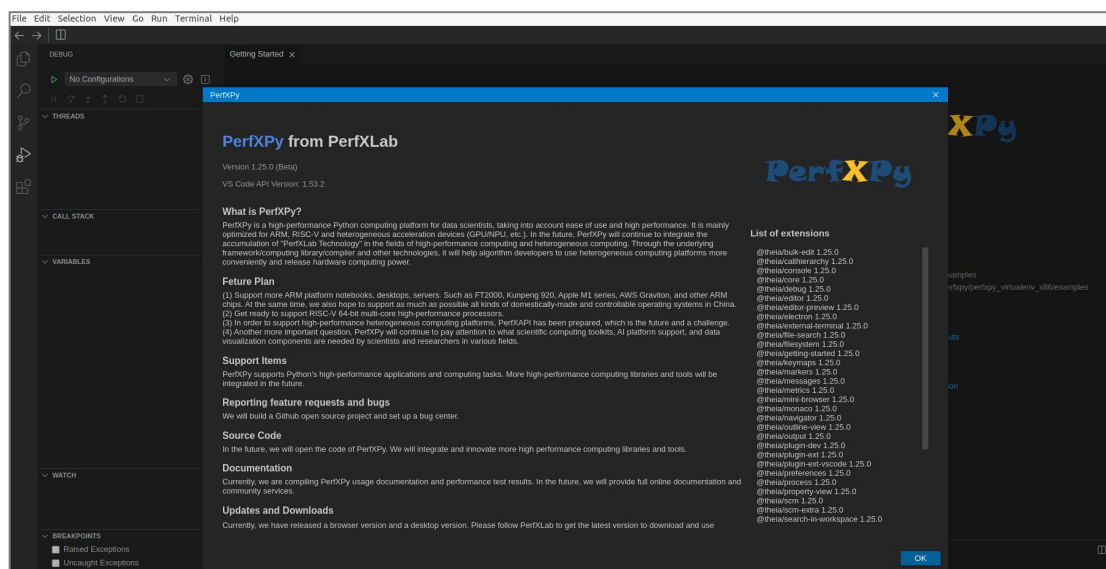 File Edit Selection View Go Run Terminal Help
DEBUG
Getting Started
No Configurations
THREADS
CALL STACK
VARIABLES
WATCH
BREAKPOINTS
Raised Exceptions
Uncaught Exceptions
PerfXPy
PerfXPy from PerfXLab
Version 1.25.0 (Beta)
VS Code API Version: 1.53.2
PerfXPy
XPy
What is PerfXPy?
PerfXPy is a high-performance Python computing platform for data scientists, taking into account ease of use and high performance. It is mainly
optimized for ARM, RISC-V and heterogeneous acceleration devices (GPU/NPU, etc.). In the future, PerfXPy will continue to integrate the
accumulation of "PerfXLab Technology" in the fields of high-performance computing and heterogeneous computing. Through the underlying
framework/computing library/compiler and other technologies, it will help algorithm developers to use heterogeneous computing platforms more
conveniently and release hardware computing power.
Feture Plan
(1) Support more ARM platform notebooks, desktops, servers. Such as FT2000, Kunpeng 920, Apple M1 series, AWS Graviton, and other ARM
chips. At the same time, we also hope to support as much as possible all kinds of domestically-made and controllable operating systems in China.
(2) Get ready to support RISC-V 64-bit multi-core high-performance processors.
(3) In order to support high-performance heterogeneous computing platforms, PerfXAPI has been prepared, which is the future and a challenge.
(4) Another more important question, PerfXPy will continue to pay attention to what scientific computing toolkits, AI platform support, and data
visualization components are needed by scientists and researchers in various fields.
Support Items
PerfXPy supports Python's high-performance applications and computing tasks. More high-performance computing libraries and tools will be
integrated in the future.
Reporting feature requests and bugs
We will build a Github open source project and set up a bug center.
Source Code
In the future, we will open the code of PerfXPy. We will integrate and innovate more high performance computing libraries and tools.
Documentation
Currently, we are compiling PerfXPy usage documentation and performance test results. In the future, we will provide full online documentation and
community services.
Updates and Downloads
Currently, we have released a browser version and a desktop version. Please follow PerfXLab to get the latest version to download and use
List of extensions
@theia/bulk-edit 1.25.0
@theia/callhierarchy 1.25.0
@theia/console 1.25.0
@theia/core 1.25.0
@theia/debug 1.25.0
@theia/editor 1.25.0
@theia/editor-preview 1.25.0
@theia/electron 1.25.0
@theia/external-terminal 1.25.0
@theia/file-search 1.25.0
@theia/filesystem 1.25.0
@theia/getting-started 1.25.0
@theia/keymaps 1.25.0
@theia/markers 1.25.0
@theia/messages 1.25.0
@theia/metrics 1.25.0
@theia/mini-browser 1.25.0
@theia/monaco 1.25.0
@theia/navigator 1.25.0
@theia/outline-view 1.25.0
@theia/output 1.25.0
@theia/plugin-dev 1.25.0
@theia/plugin-ext 1.25.0
@theia/plugin-ext-vscode 1.25.0
@theia/preferences 1.25.0
@theia/process 1.25.0
@theia/property-view 1.25.0
@theia/scm 1.25.0
@theia/scm-extra 1.25.0
@theia/search-in-workspace 1.25.0
OK
xamples
erfxpy/perfxpy_virtualenv_x86/examples
uts
on